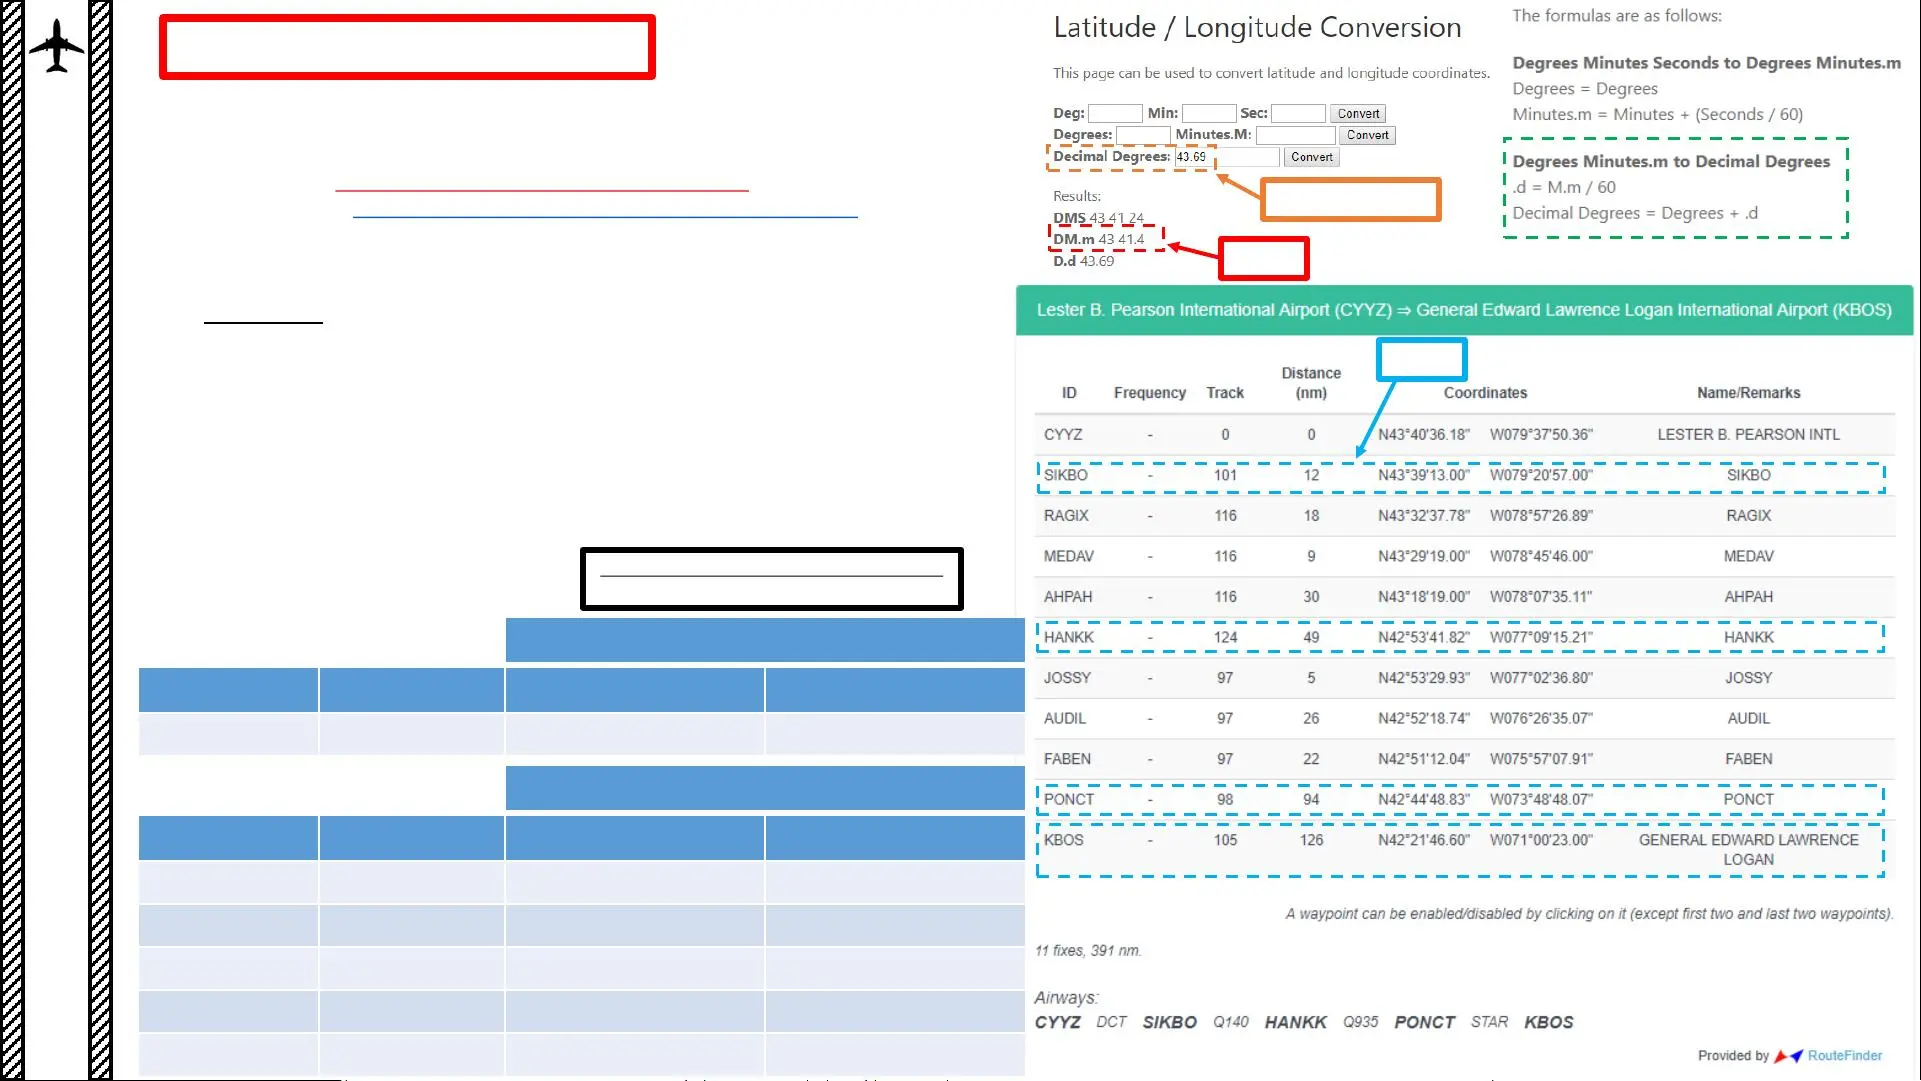 Latitude / Longitude Conversion
This page can be used to convert latitude and longitude coordinates.
Deg: Min: Sec: Convert
Degrees: Minutes.M: Convert
Decimal Degrees: 43.69 Convert
Results:
DMS 43 41 24
DM.m 43 41.4
D.d 43.69
The formulas are as follows:
Degrees Minutes Seconds to Degrees Minutes.m
Degrees = Degrees
Minutes.m = Minutes + (Seconds / 60)
Degrees Minutes.m to Decimal Degrees
.d = M.m / 60
Decimal Degrees = Degrees + .d
Lester B. Pearson International Airport (CYYZ) ⇒ General Edward Lawrence Logan International Airport (KBOS)
ID Frequency Track Distance (nm) Coordinates Name/Remarks
CYYZ - 0 0 N43°40'36.18" W079°37'50.36" LESTER B. PEARSON INTL
SIKBO - 101 12 N43°39'13.00" W079°20'57.00" SIKBO
RAGIX - 116 18 N43°32'37.78" W078°57'26.89" RAGIX
MEDAV - 116 9 N43°29'19.00" W078°45'46.00" MEDAV
AHPAH - 116 30 N43°18'19.00" W078°07'35.11" AHPAH
HANKK - 124 49 N42°53'41.82" W077°09'15.21" HANKK
JOSSY - 97 5 N42°53'29.93" W077°02'36.80" JOSSY
AUDIL - 97 26 N42°52'18.74" W076°26'35.07" AUDIL
FABEN - 97 22 N42°51'12.04" W075°57'07.91" FABEN
PONCT - 98 94 N42°44'48.83" W073°48'48.07" PONCT
KBOS - 105 126 N42°21'46.60" W071°00'23.00" GENERAL EDWARD LAWRENCE
LOGAN
A waypoint can be enabled/disabled by clicking on it (except first two and last two waypoints).
11 fixes, 391 nm.
Airways:
CYYZ DCT SIKBO Q140 HANKK Q935 PONCT STAR KBOS
Provided by RouteFinder